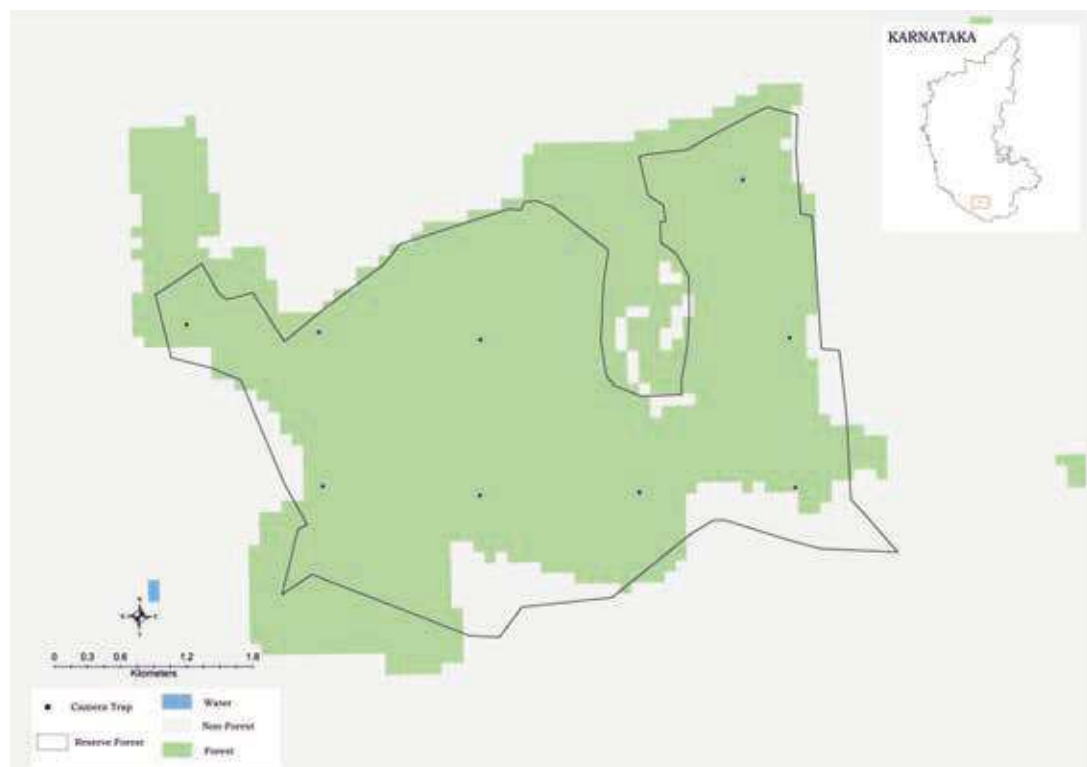 KARNATAKA
0 0.3 0.6 1.2 1.8
Kilometers
Camera Trap
Reserve Forest
Water
Non-Forest
Forest